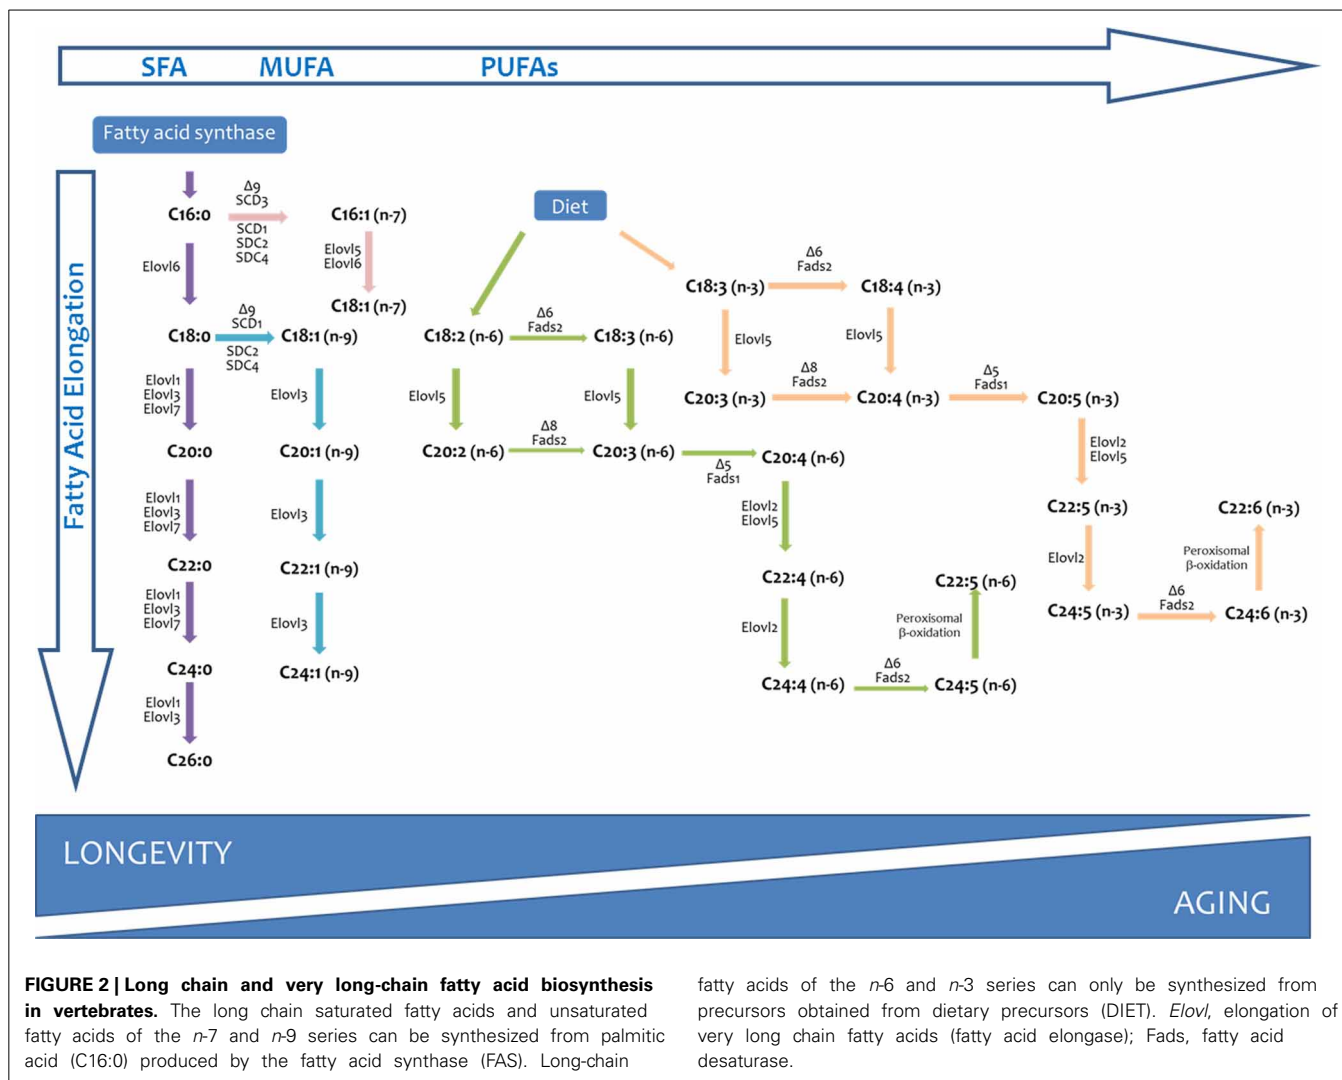 SFA MUFA PUFAs
Fatty acid synthase
Fatty Acid Elongation
C16:0
Δ9
SCD3
SCD1
SDC2
SDC4
C16:1 (n-7)
Elovl5
Elovl6
C18:1 (n-7)
Elovl6
C18:0
Δ9
SCD1
SDC2
SDC4
C18:1 (n-9)
Elovl1
Elovl3
Elovl7
Elovl3
C20:0
C20:1 (n-9)
Elovl1
Elovl3
Elovl7
Elovl3
C22:0
C22:1 (n-9)
Elovl1
Elovl3
Elovl7
Elovl3
C24:0
C24:1 (n-9)
Elovl1
Elovl3
C26:0
Diet
C18:2 (n-6)
Δ6
Fads2
C18:3 (n-6)
Elovl5
Elovl5
C20:2 (n-6)
Δ8
Fads2
C20:3 (n-6)
Δ5
Fads1
C20:4 (n-6)
Elovl2
Elovl5
C22:4 (n-6)
Elovl2
C24:4 (n-6)
Δ6
Fads2
C24:5 (n-6)
Peroxisomal
β-oxidation
C22:5 (n-6)
C18:3 (n-3)
Δ6
Fads2
C18:4 (n-3)
Elovl5
Elovl5
C20:3 (n-3)
Δ8
Fads2
C20:4 (n-3)
Δ5
Fads1
C20:5 (n-3)
Elovl2
Elovl5
C22:5 (n-3)
Elovl2
C24:5 (n-3)
Δ6
Fads2
C24:6 (n-3)
Peroxisomal
β-oxidation
C22:6 (n-3)
LONGEVITY
AGING
FIGURE 2 | Long chain and very long-chain fatty acid biosynthesis
in vertebrates. The long chain saturated fatty acids and unsaturated
fatty acids of the n-7 and n-9 series can be synthesized from palmitic
acid (C16:0) produced by the fatty acid synthase (FAS). Long-chain
fatty acids of the n-6 and n-3 series can only be synthesized from
precursors obtained from dietary precursors (DIET). Elovl, elongation of
very long chain fatty acids (fatty acid elongase); Fads, fatty acid
desaturase.